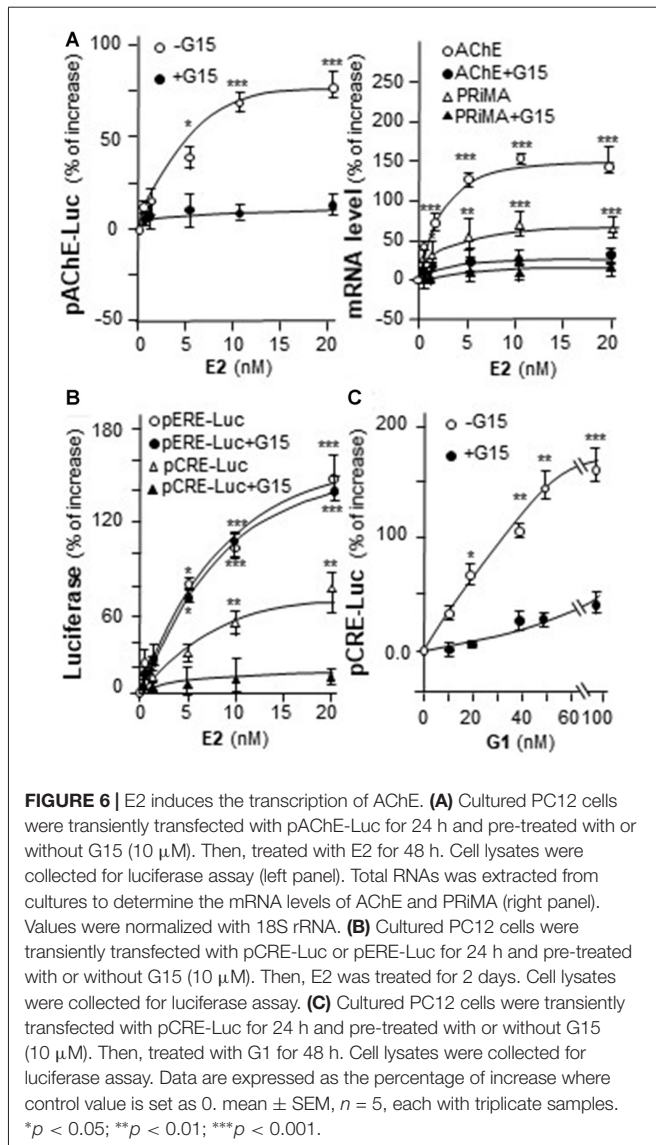 A
100
75
50
25
0
-50
pAChE-Luc (% of increase)
-G15
+G15
*
***
***
0 5 10 15 20
E2 (nM)
200
150
100
50
0
-50
mRNA level (% of increase)
AChE
AChE+G15
PRiMA
PRiMA+G15
***
***
***
***
**
***
***
0 5 10 15 20
E2 (nM)
B
180
120
60
0
Luciferase (% of increase)
pERE-Luc
pERE-Luc+G15
pCRE-Luc
pCRE-Luc+G15
*
***
***
*
***
***
**
**
0 5 10 15 20
E2 (nM)
C
200
100
0.0
pCRE-Luc (% of increase)
-G15
+G15
*
**
**
***
0 20 40 60 100
G1 (nM)
FIGURE 6 | E2 induces the transcription of AChE. (A) Cultured PC12 cells
were transiently transfected with pAChE-Luc for 24 h and pre-treated with or
without G15 (10 μM). Then, treated with E2 for 48 h. Cell lysates were
collected for luciferase assay (left panel). Total RNAs was extracted from
cultures to determine the mRNA levels of AChE and PRiMA (right panel).
Values were normalized with 18S rRNA. (B) Cultured PC12 cells were
transiently transfected with pCRE-Luc or pERE-Luc for 24 h and pre-treated
with or without G15 (10 μM). Then, E2 was treated for 2 days. Cell lysates
were collected for luciferase assay. (C) Cultured PC12 cells were transiently
transfected with pCRE-Luc for 24 h and pre-treated with or without G15
(10 μM). Then, treated with G1 for 48 h. Cell lysates were collected for
luciferase assay. Data are expressed as the percentage of increase where
control value is set as 0. mean ± SEM, n = 5, each with triplicate samples.
*p < 0.05; **p < 0.01; ***p < 0.001.